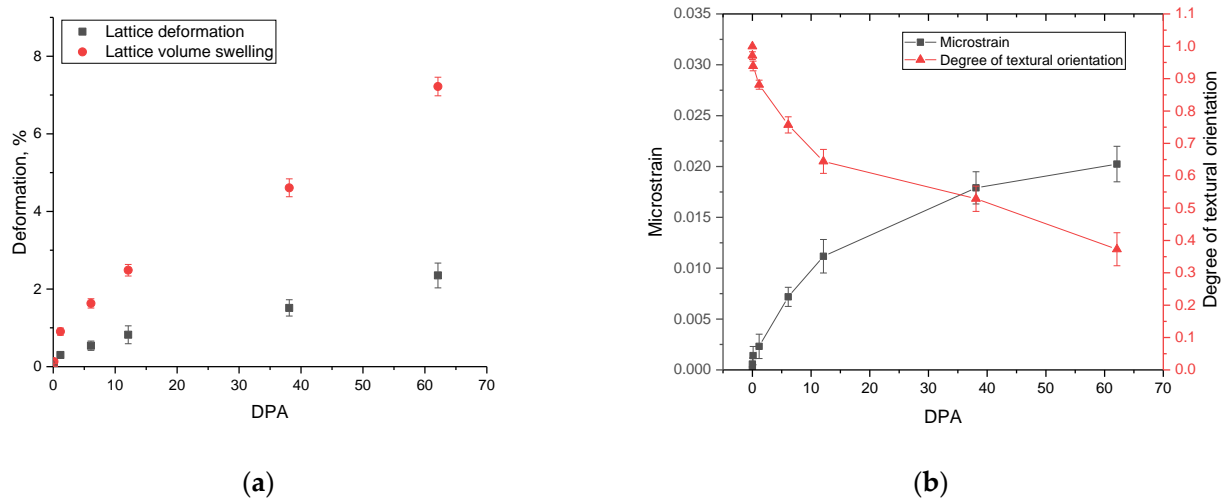 Lattice deformation
Lattice volume swelling
Deformation, %
8
6
4
2
0
0 10 20 30 40 50 60 70
DPA
(a)
Microstrain
Degree of textural orientation
Microstrain
0.035
0.030
0.025
0.020
0.015
0.010
0.005
0.000
0 10 20 30 40 50 60 70
DPA
1.1
1.0
0.9
0.8
0.7
0.6
0.5
0.4
0.3
0.2
0.1
0.0
Degree of textural orientation
(b)